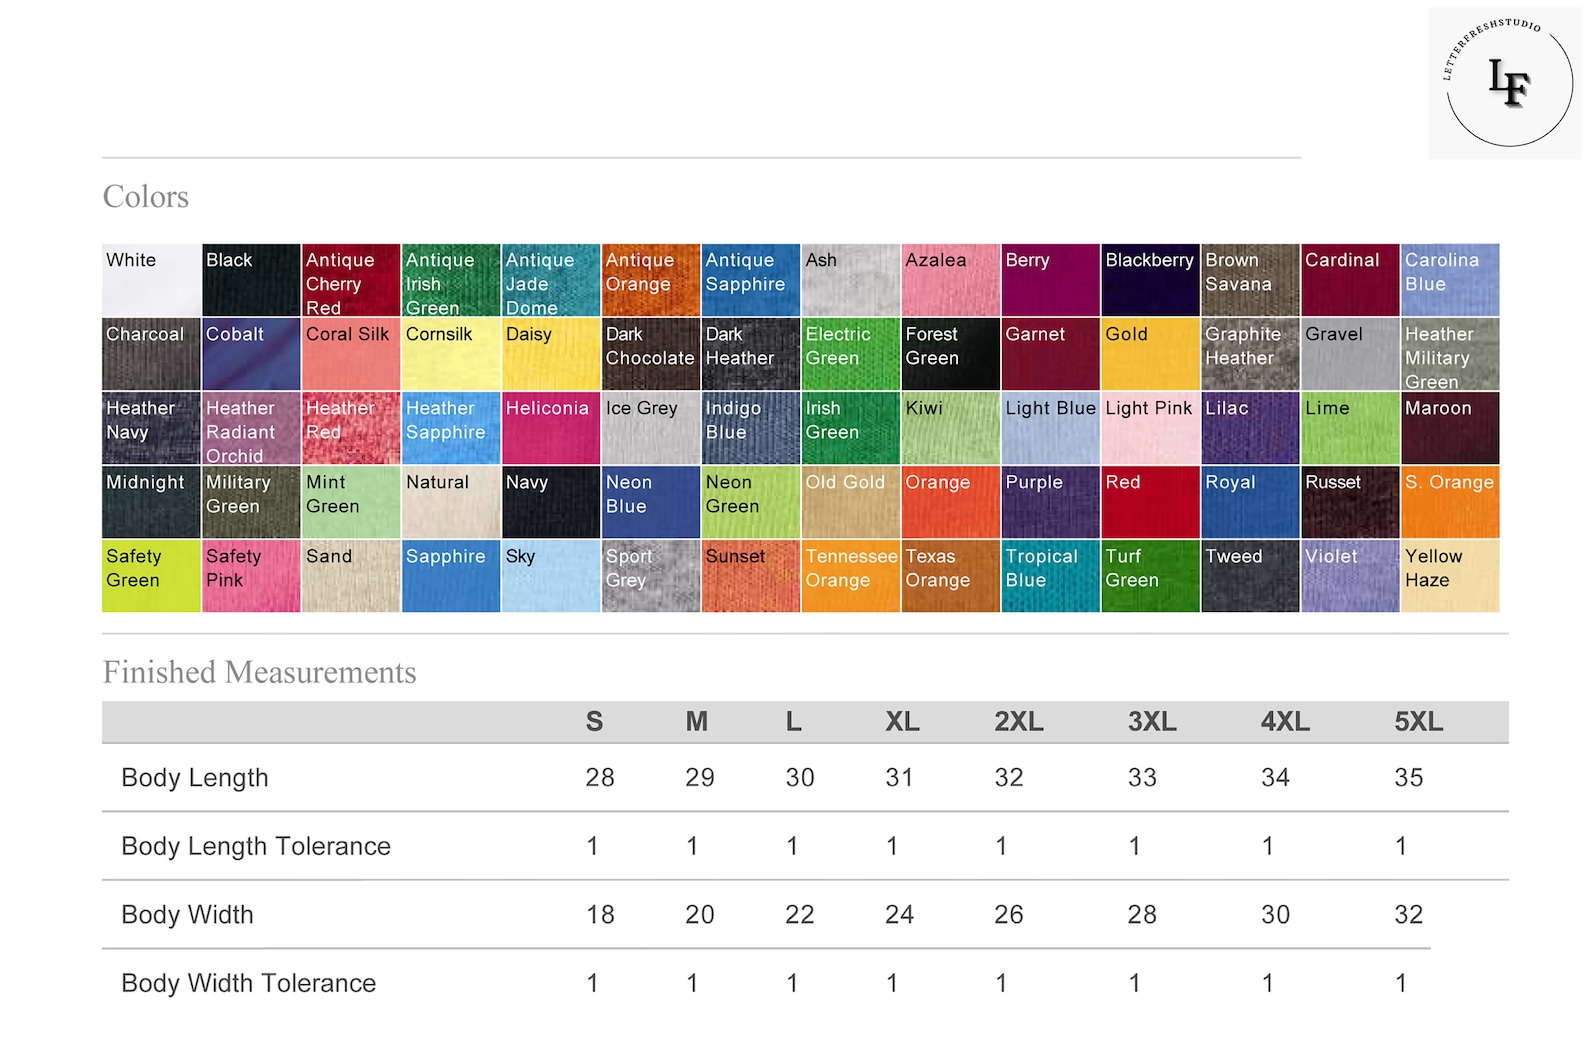 LETTERFRESHSTUDIO
LF
Colors
White Black Antique Cherry Red Antique Irish Green Antique Jade Dome Antique Orange Antique Sapphire Ash Azalea Berry Blackberry Brown Savana Cardinal Carolina Blue
Charcoal Cobalt Coral Silk Cornsilk Daisy Dark Chocolate Dark Heather Electric Green Forest Green Garnet Gold Graphite Heather Gravel Heather Military Green
Heather Navy Heather Radiant Orchid Heather Red Heather Sapphire Heliconia Ice Grey Indigo Blue Irish Green Kiwi Light Blue Light Pink Lilac Lime Maroon
Midnight Military Green Mint Green Natural Navy Neon Blue Neon Green Old Gold Orange Purple Red Royal Russet S. Orange
Safety Green Safety Pink Sand Sapphire Sky Sport Grey Sunset Tennessee Orange Texas Orange Tropical Blue Turf Green Tweed Violet Yellow Haze
Finished Measurements
S M L XL 2XL 3XL 4XL 5XL
Body Length 28 29 30 31 32 33 34 35
Body Length Tolerance 1 1 1 1 1 1 1 1
Body Width 18 20 22 24 26 28 30 32
Body Width Tolerance 1 1 1 1 1 1 1 1